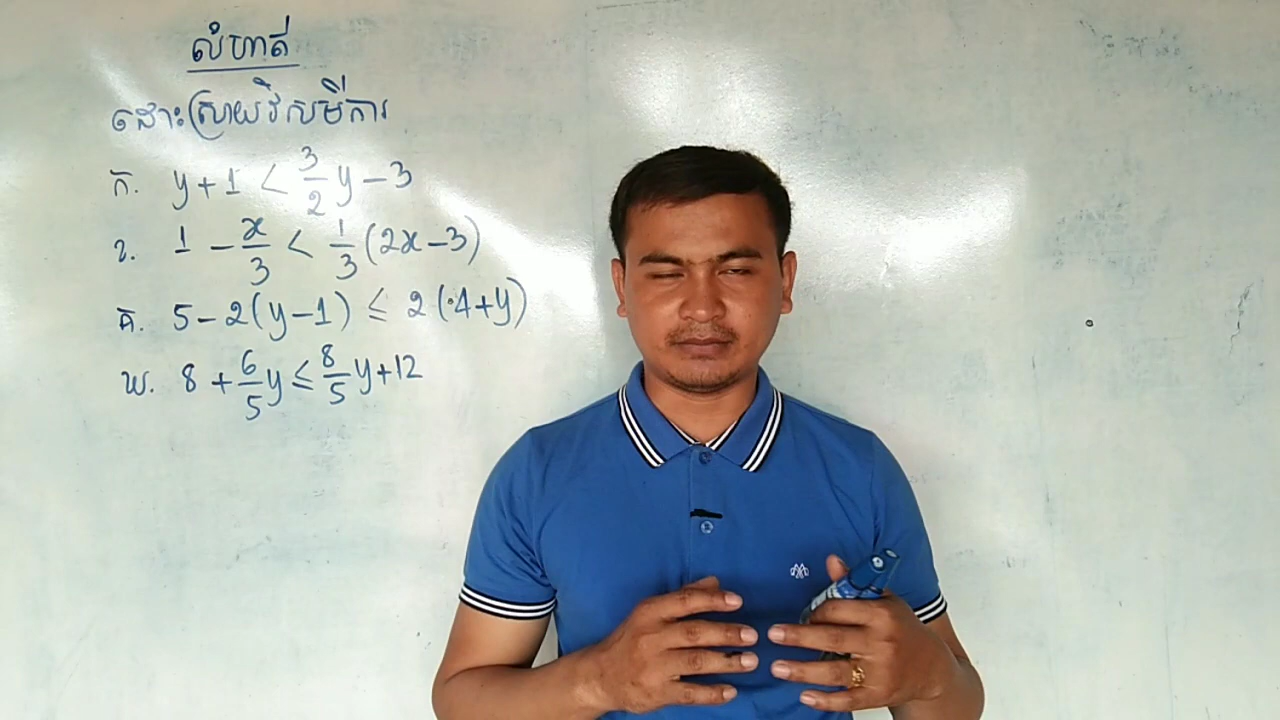 លំហាត់
ដោះស្រាយវិសមីការ
ក. y + 1 < 3/2 y - 3
ខ. 1 - x/3 < 1/3 (2x - 3)
គ. 5 - 2(y - 1) ≤ 2(4 + y)
ឃ. 8 + 6/5 y ≤ 8/5 y + 12